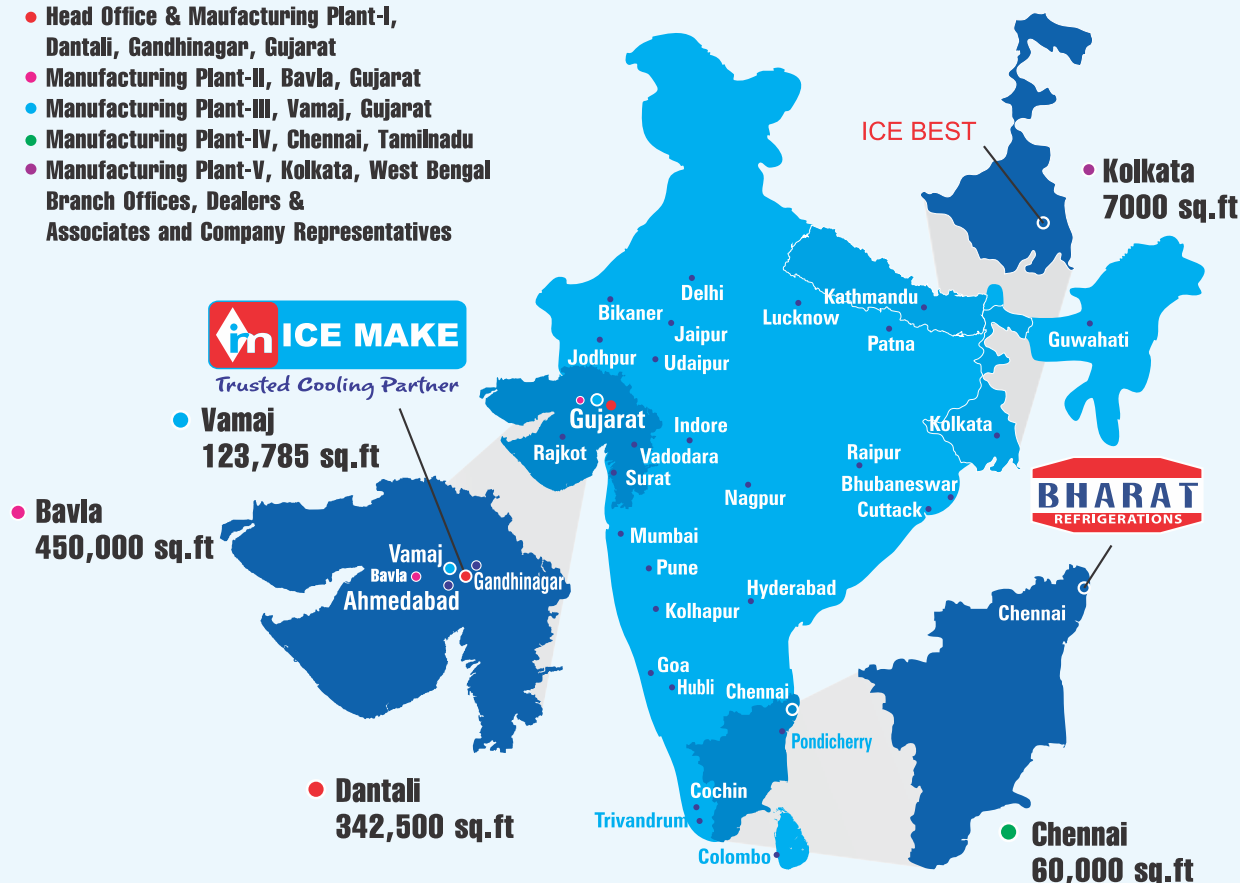 Head Office & Maufacturing Plant-I,
Dantali, Gandhinagar, Gujarat
Manufacturing Plant-II, Bavla, Gujarat
Manufacturing Plant-III, Vamaj, Gujarat
Manufacturing Plant-IV, Chennai, Tamilnadu
Manufacturing Plant-V, Kolkata, West Bengal
Branch Offices, Dealers &
Associates and Company Representatives
ICE BEST
Kolkata
7000 sq.ft
im ICE MAKE
Trusted Cooling Partner
Vamaj
123,785 sq.ft
Bavla
450,000 sq.ft
Delhi
Bikaner
Jaipur
Jodhpur
Udaipur
Lucknow
Kathmandu
Patna
Guwahati
Gujarat
Rajkot
Vadodara
Surat
Indore
Nagpur
Raipur
Bhubaneswar
Cuttack
Kolkata
Mumbai
Pune
Kolhapur
Hyderabad
Goa
Hubli
Chennai
Pondicherry
Cochin
Trivandrum
Colombo
Vamaj
Bavla
Gandhinagar
Ahmedabad
BHARAT
REFRIGERATIONS
Chennai
Dantali
342,500 sq.ft
Chennai
60,000 sq.ft